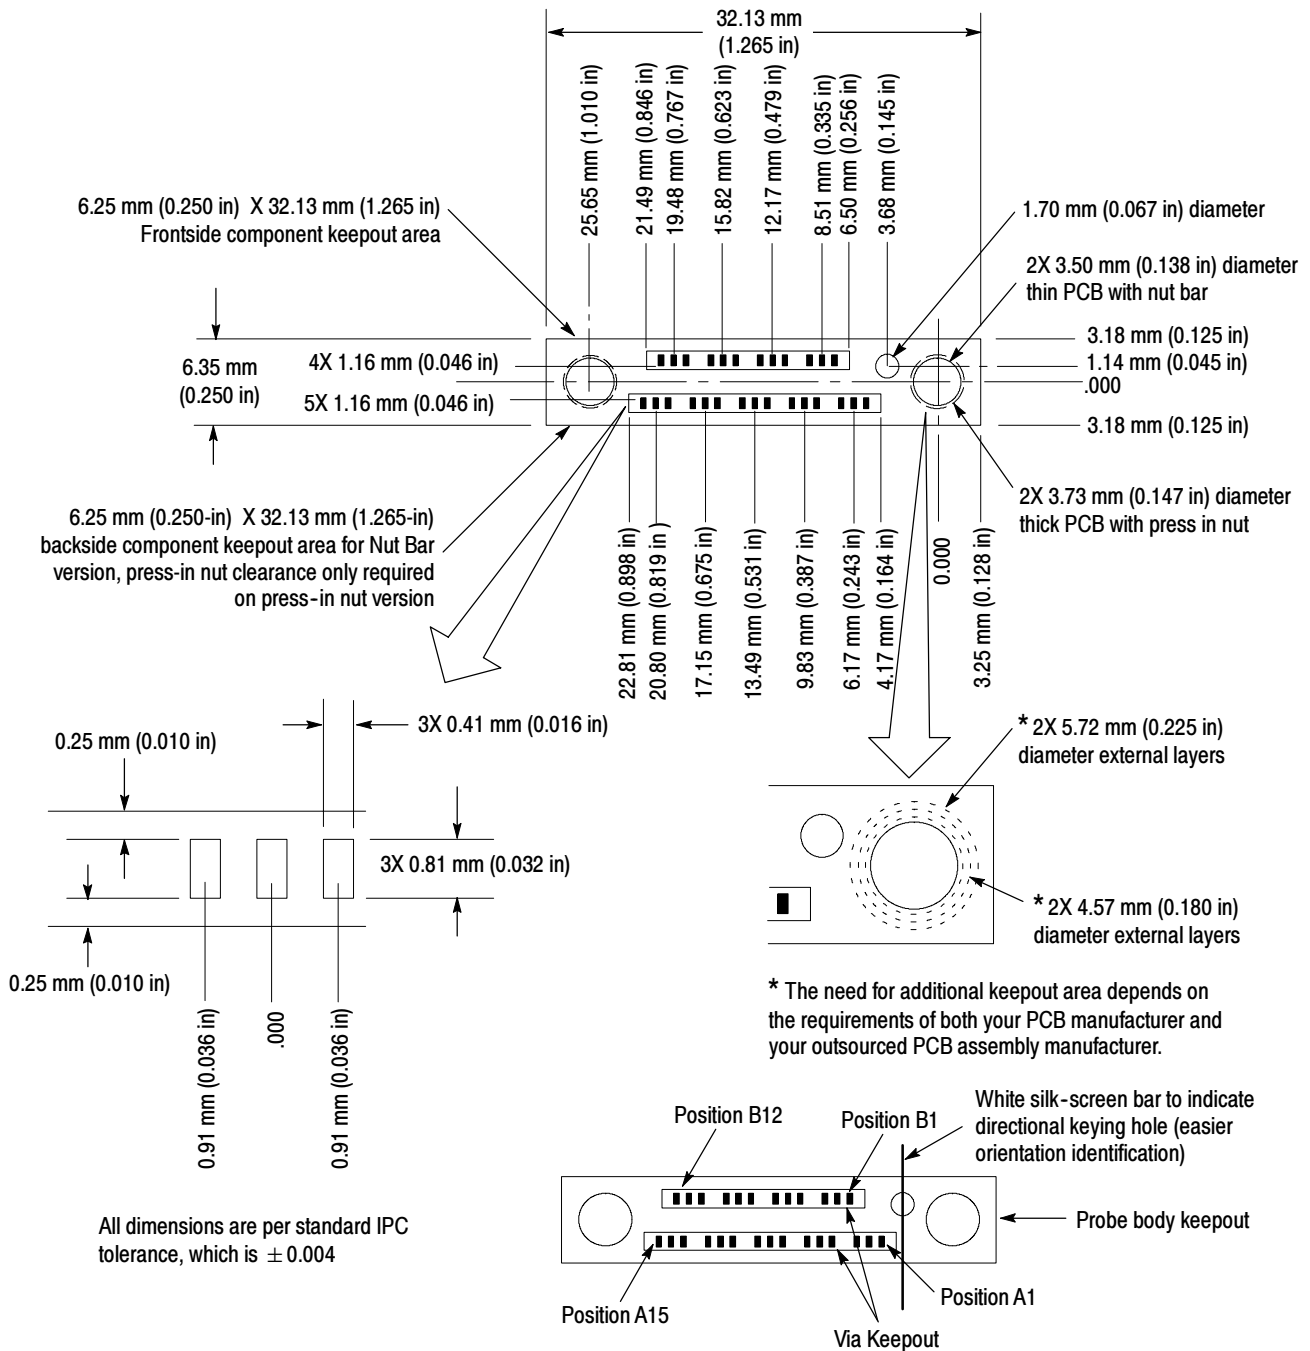 32.13 mm
(1.265 in)
25.65 mm (1.010 in)
21.49 mm (0.846 in)
19.48 mm (0.767 in)
15.82 mm (0.623 in)
12.17 mm (0.479 in)
8.51 mm (0.335 in)
6.50 mm (0.256 in)
3.68 mm (0.145 in)
6.25 mm (0.250 in) X 32.13 mm (1.265 in)
Frontside component keepout area
1.70 mm (0.067 in) diameter
2X 3.50 mm (0.138 in) diameter
thin PCB with nut bar
6.35 mm
(0.250 in)
4X 1.16 mm (0.046 in)
5X 1.16 mm (0.046 in)
3.18 mm (0.125 in)
1.14 mm (0.045 in)
.000
3.18 mm (0.125 in)
2X 3.73 mm (0.147 in) diameter
thick PCB with press in nut
6.25 mm (0.250-in) X 32.13 mm (1.265-in)
backside component keepout area for Nut Bar
version, press-in nut clearance only required
on press-in nut version
22.81 mm (0.898 in)
20.80 mm (0.819 in)
17.15 mm (0.675 in)
13.49 mm (0.531 in)
9.83 mm (0.387 in)
6.17 mm (0.243 in)
4.17 mm (0.164 in)
0.000
3.25 mm (0.128 in)
0.25 mm (0.010 in)
3X 0.41 mm (0.016 in)
3X 0.81 mm (0.032 in)
0.25 mm (0.010 in)
0.91 mm (0.036 in)
.000
0.91 mm (0.036 in)
* 2X 5.72 mm (0.225 in)
diameter external layers
* 2X 4.57 mm (0.180 in)
diameter external layers
* The need for additional keepout area depends on
the requirements of both your PCB manufacturer and
your outsourced PCB assembly manufacturer.
All dimensions are per standard IPC
tolerance, which is ± 0.004
Position B12
Position B1
White silk-screen bar to indicate
directional keying hole (easier
orientation identification)
Probe body keepout
Position A15
Position A1
Via Keepout